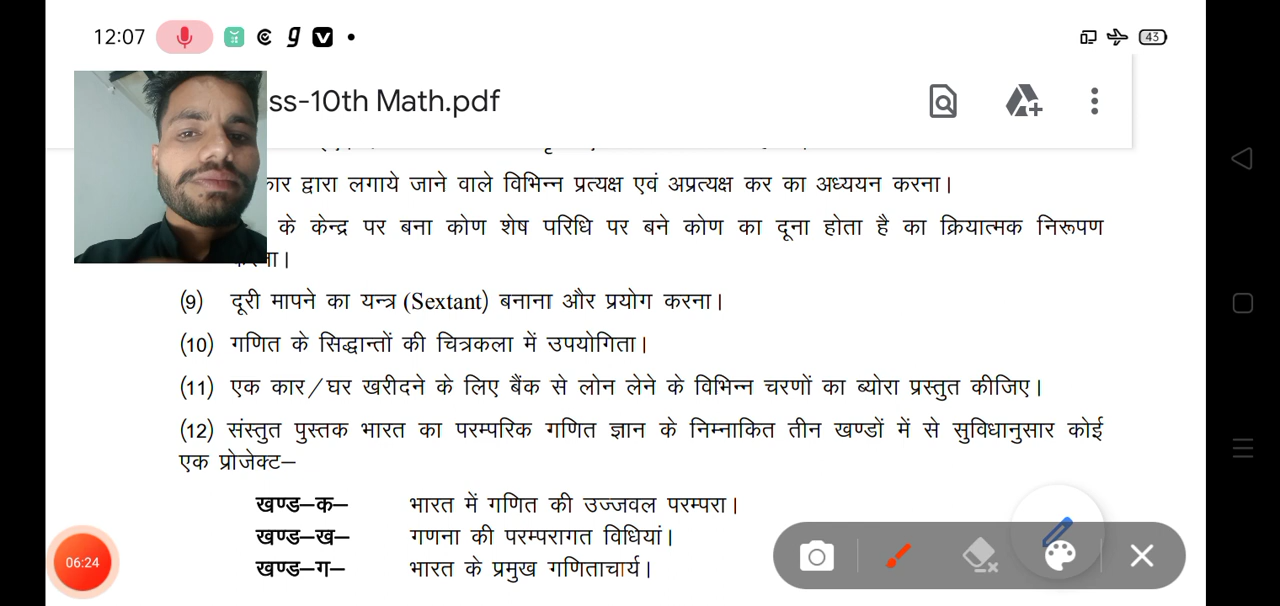 12:07
43
ss-10th Math.pdf
द्वारा लगाये जाने वाले विभिन्न प्रत्यक्ष एवं अप्रत्यक्ष कर का अध्ययन करना।
के केन्द्र पर बना कोण शेष परिधि पर बने कोण का दूना होता है का क्रियात्मक निरूपण
करना।
(9) दूरी मापने का यन्त्र (Sextant) बनाना और प्रयोग करना।
(10) गणित के सिद्धान्तों की चित्रकला में उपयोगिता।
(11) एक कार/घर खरीदने के लिए बैंक से लोन लेने के विभिन्न चरणों का ब्योरा प्रस्तुत कीजिए।
(12) संस्तुत पुस्तक भारत का परम्परिक गणित ज्ञान के निम्नाकित तीन खण्डों में से सुविधानुसार कोई
एक प्रोजेक्ट–
खण्ड–क– भारत में गणित की उज्जवल परम्परा।
खण्ड–ख– गणना की परम्परागत विधियां।
खण्ड–ग– भारत के प्रमुख गणिताचार्य।
06:24